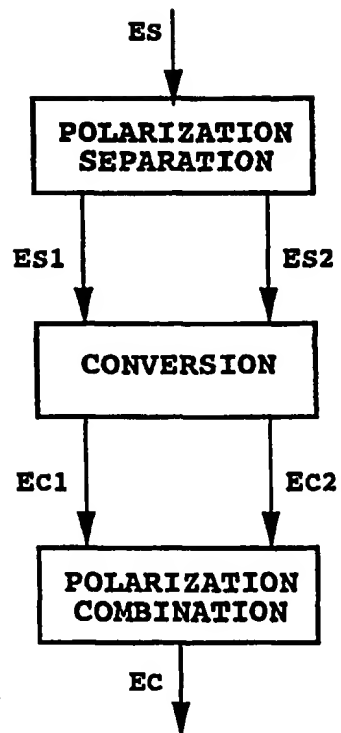 Es
POLARIZATION
SEPARATION
Es1 Es2
CONVERSION
Ec1 Ec2
POLARIZATION
COMBINATION
Ec